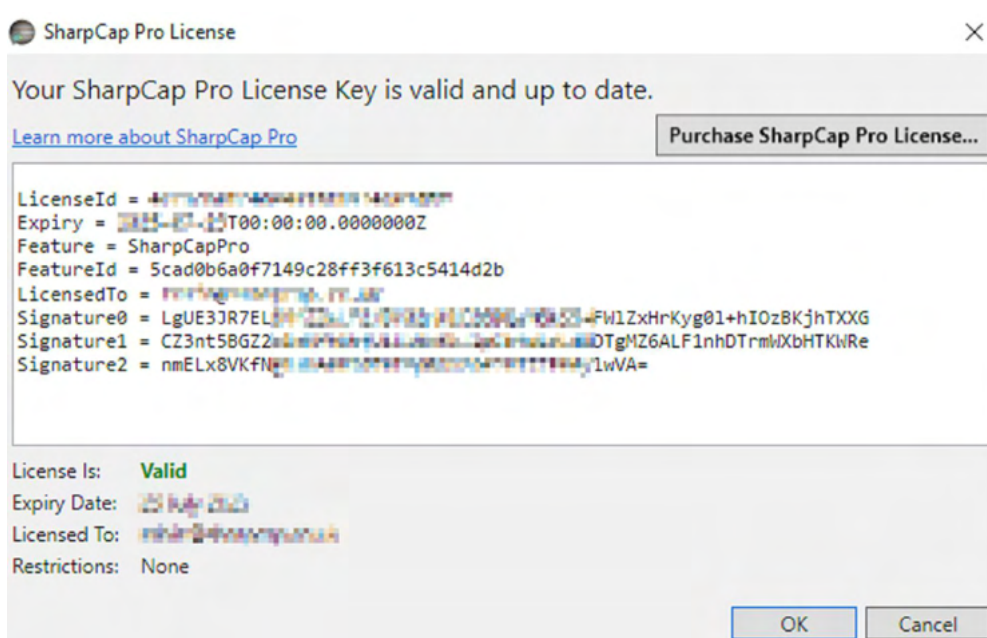 SharpCap Pro License
Your SharpCap Pro License Key is valid and up to date.
Learn more about SharpCap Pro
Purchase SharpCap Pro License...
LicenseId =
Expiry = T00:00:00.0000000Z
Feature = SharpCapPro
FeatureId = 5cad0b6a0f7149c28ff3f613c5414d2b
LicensedTo =
Signature0 = LgUE3JR7EL FWlZxHrKyg0l+hIOzBKjhTXXG
Signature1 = CZ3nt5BGZ2 DTgMZ6ALF1nhDTrmWXbHTKWRe
Signature2 = nmELx8VKfN lwVA=
License Is: Valid
Expiry Date:
Licensed To:
Restrictions: None
OK Cancel